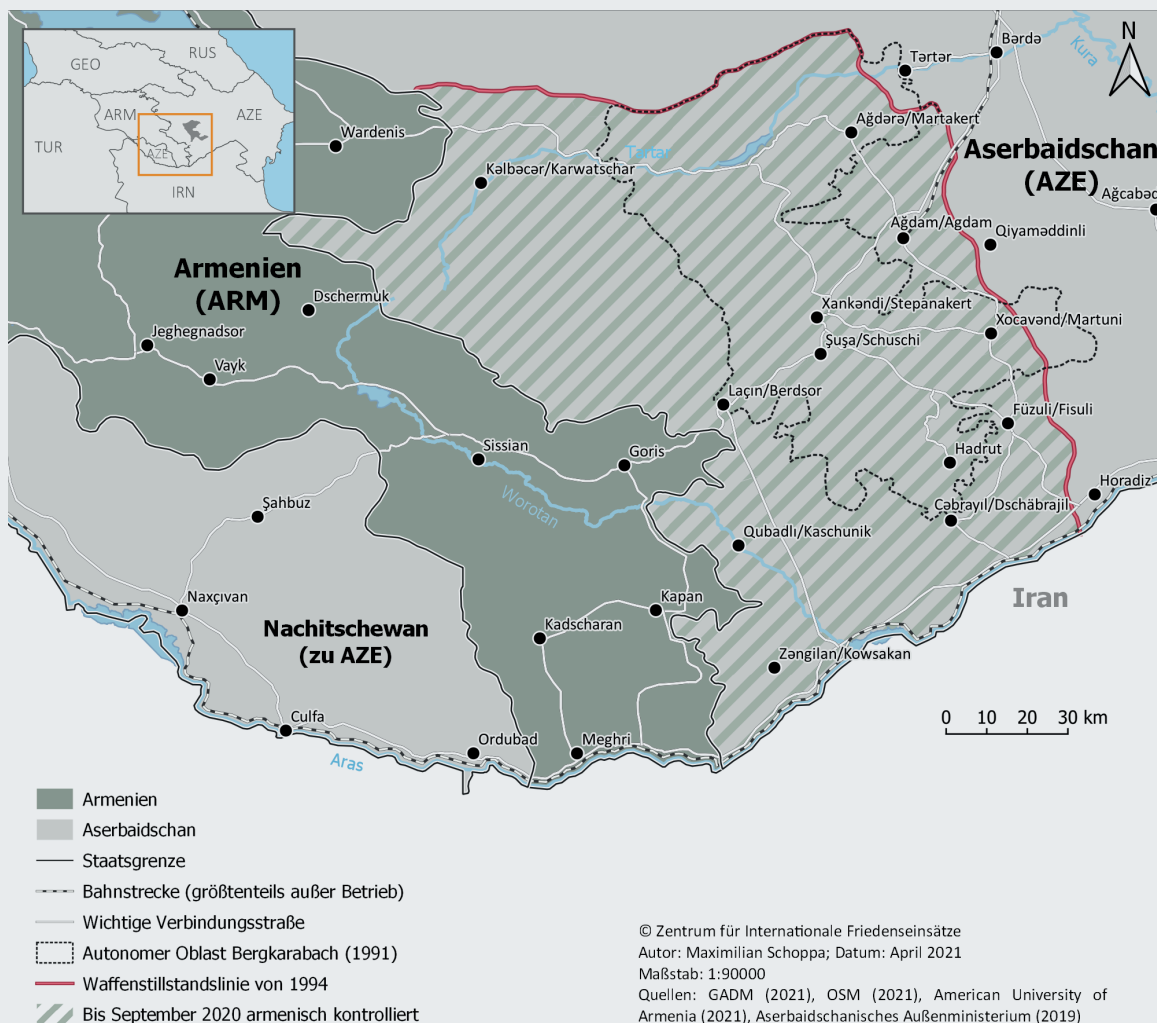 GEO
RUS
ARM
AZE
TUR
AZE
IRN
N
Bərdə
Kura
Tərtər
Wardenis
Ağdərə/Martakert
Tartar
Aserbaidschan
(AZE)
Kəlbəcər/Karwatschar
Ağcabəd
Ağdam/Agdam
Qiyaməddinli
Armenien
(ARM)
Dschermuk
Xankəndi/Stepanakert
Xocavənd/Martuni
Jeghegnadsor
Şuşa/Schuschi
Vayk
Laçın/Berdsor
Füzuli/Fisuli
Sissian
Goris
Hadrut
Horadiz
Worotan
Şahbuz
Cəbrayıl/Dschäbrajil
Qubadlı/Kaschunik
Naxçıvan
Kapan
Iran
Nachitschewan
(zu AZE)
Kadscharan
Zəngilan/Kowsakan
Culfa
Ordubad
Meghri
Aras
0 10 20 30 km
Armenien
Aserbaidschan
Staatsgrenze
Bahnstrecke (größtenteils außer Betrieb)
Wichtige Verbindungsstraße
Autonomer Oblast Bergkarabach (1991)
Waffenstillstandslinie von 1994
Bis September 2020 armenisch kontrolliert
© Zentrum für Internationale Friedenseinsätze
Autor: Maximilian Schoppa; Datum: April 2021
Maßstab: 1:90000
Quellen: GADM (2021), OSM (2021), American University of
Armenia (2021), Aserbaidschanisches Außenministerium (2019)